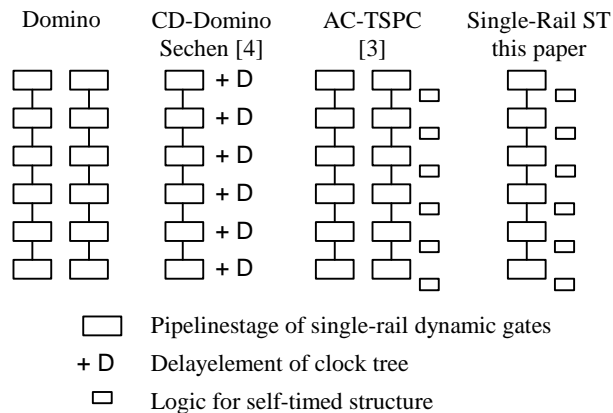 Domino
CD-Domino
Sechen [4]
AC-TSPC
[3]
Single-Rail ST
this paper
+ D
+ D
+ D
+ D
+ D
+ D
Pipelinestage of single-rail dynamic gates
+ D Delayelement of clock tree
Logic for self-timed structure